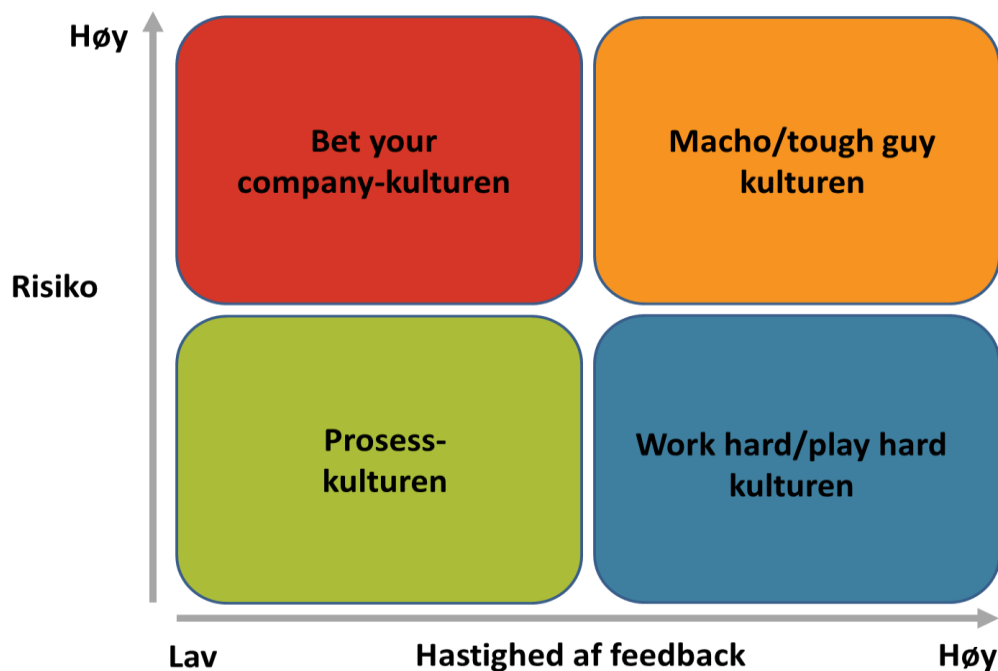 Høy
Bet your
company-kulturen
Macho/tough guy
kulturen
Risiko
Prosess-
kulturen
Work hard/play hard
kulturen
Lav
Hastighed af feedback
Høy